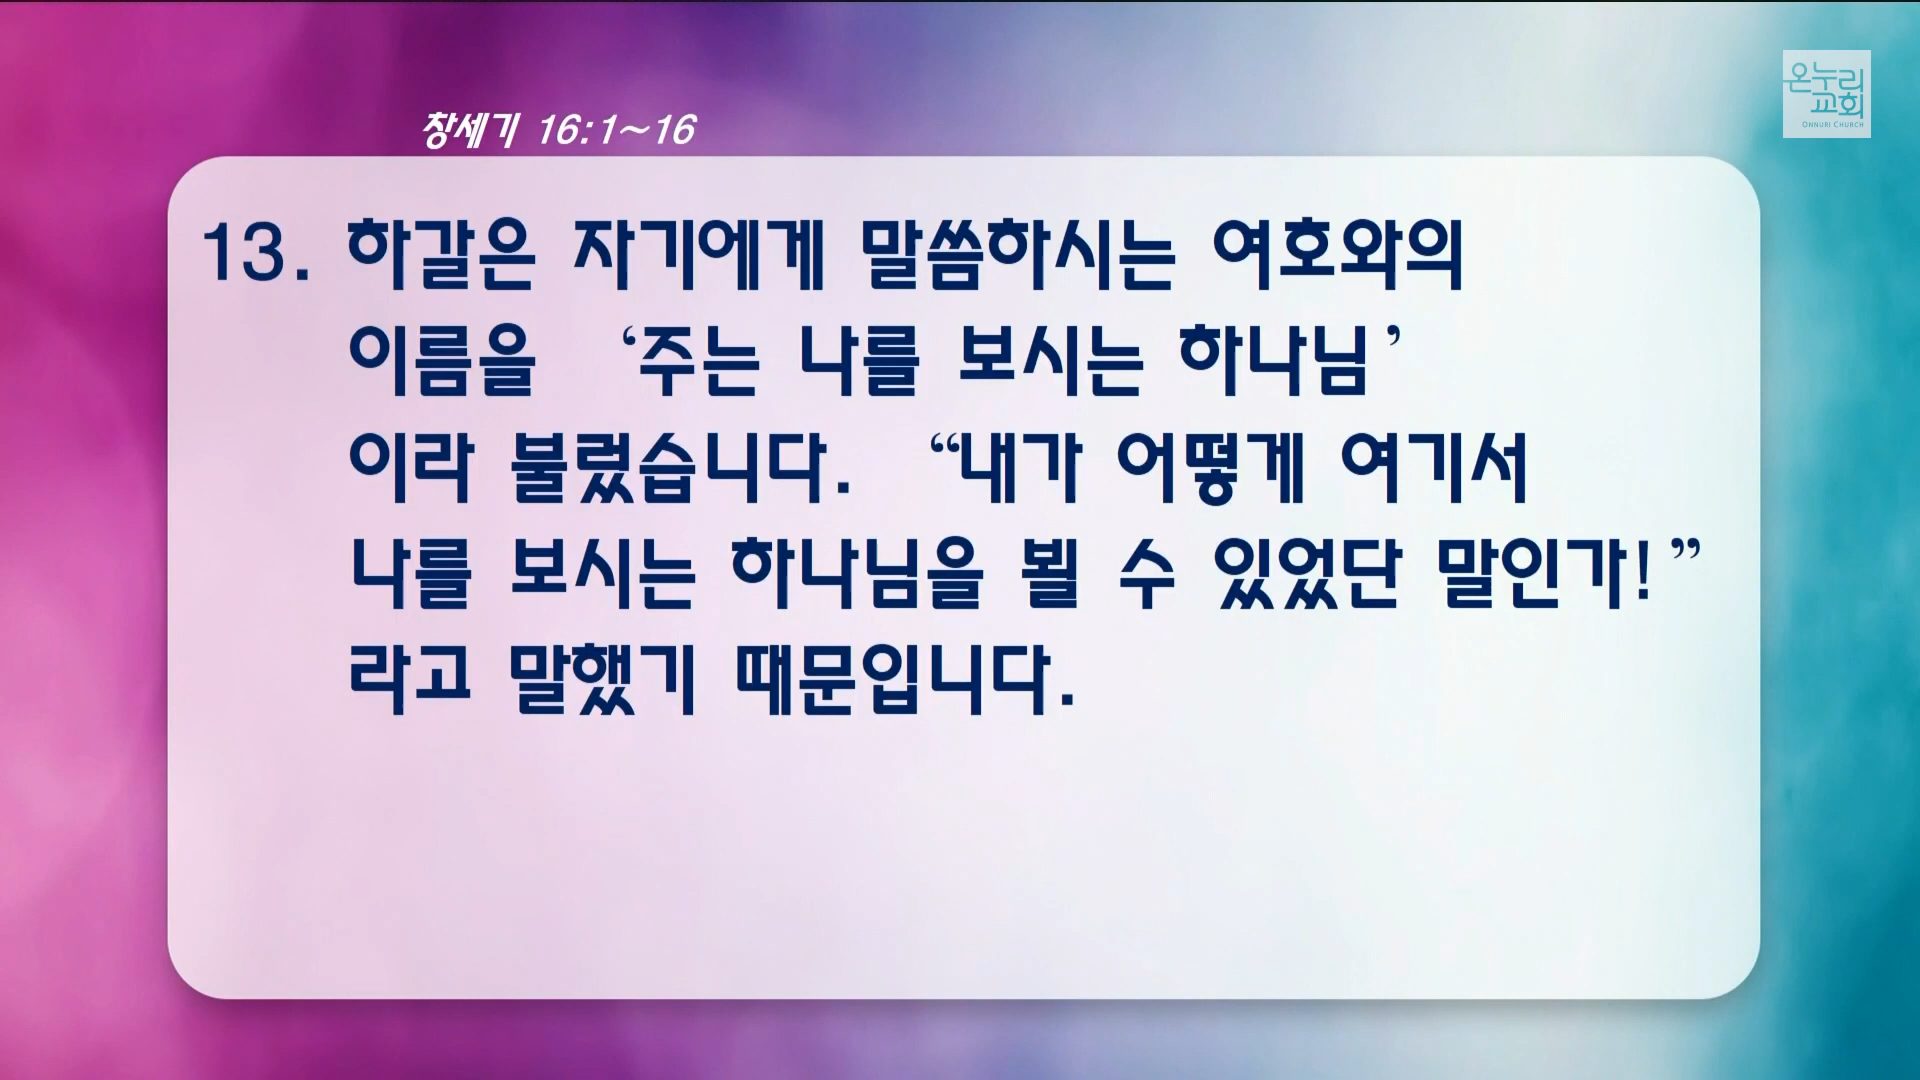 온누리
교회
ONNURI CHURCH
창세기 16:1~16
13. 하갈은 자기에게 말씀하시는 여호와의
이름을 ‘주는 나를 보시는 하나님’
이라 불렀습니다. “내가 어떻게 여기서
나를 보시는 하나님을 뵐 수 있었단 말인가!”
라고 말했기 때문입니다.